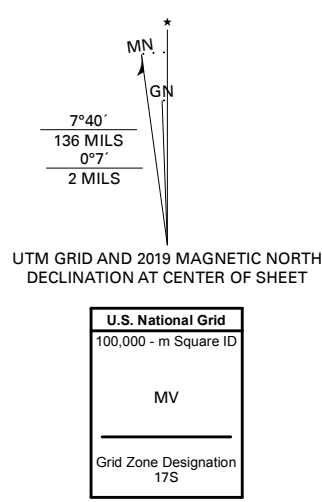 MN
GN
7°40´
136 MILS
0°7´
2 MILS
UTM GRID AND 2019 MAGNETIC NORTH
DECLINATION AT CENTER OF SHEET
U.S. National Grid
100,000 - m Square ID
MV
Grid Zone Designation
17S